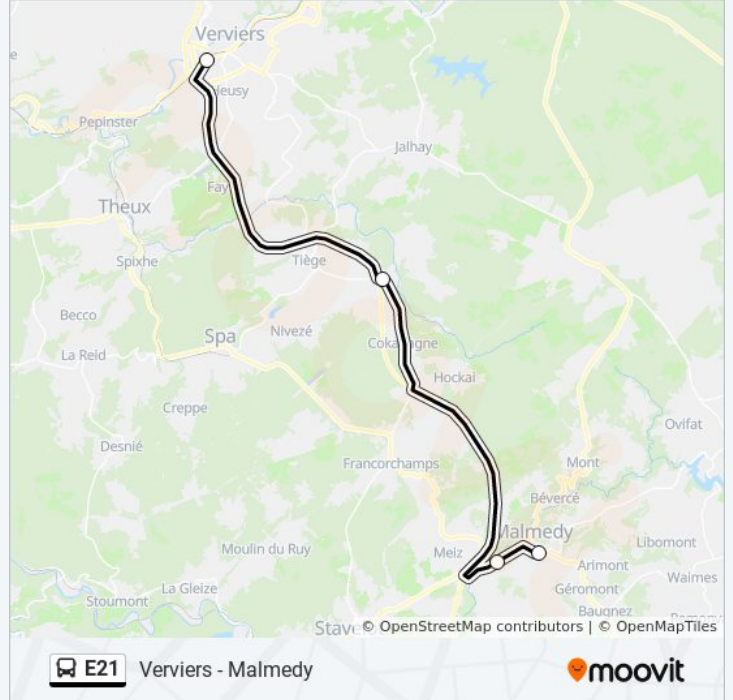 Verviers
e
Heusy
Pepinster
Jalhay
Fay
Theux
Spixhe
Tiège
Becco
Spa
Nivezé
La Reid
Hockai
Creppe
Ovifat
Desnié
Francorchamps
Mont
Bévercé
Malmedy
Moulin du Ruy
Meiz
Libomont
Arimont
Waimes
La Gleize
Géromont
Stoumont
Baugnez
© OpenStreetMap contributors | © OpenMapTiles
E21 Verviers - Malmedy
moovit